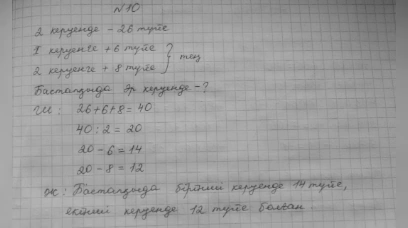 №10
2 керуенде - 26 түйе
1 керуенге + 6 түйе
2 керуенге + 8 түйе } тең
Басталқыда әр керуенде - ?
Ш: 26+6+8=40
40:2=20
20-6=14
20-8=12
Ж: Басталқыда бірінші керуенде 14 түйе,
екінші керуенде 12 түйе болған.